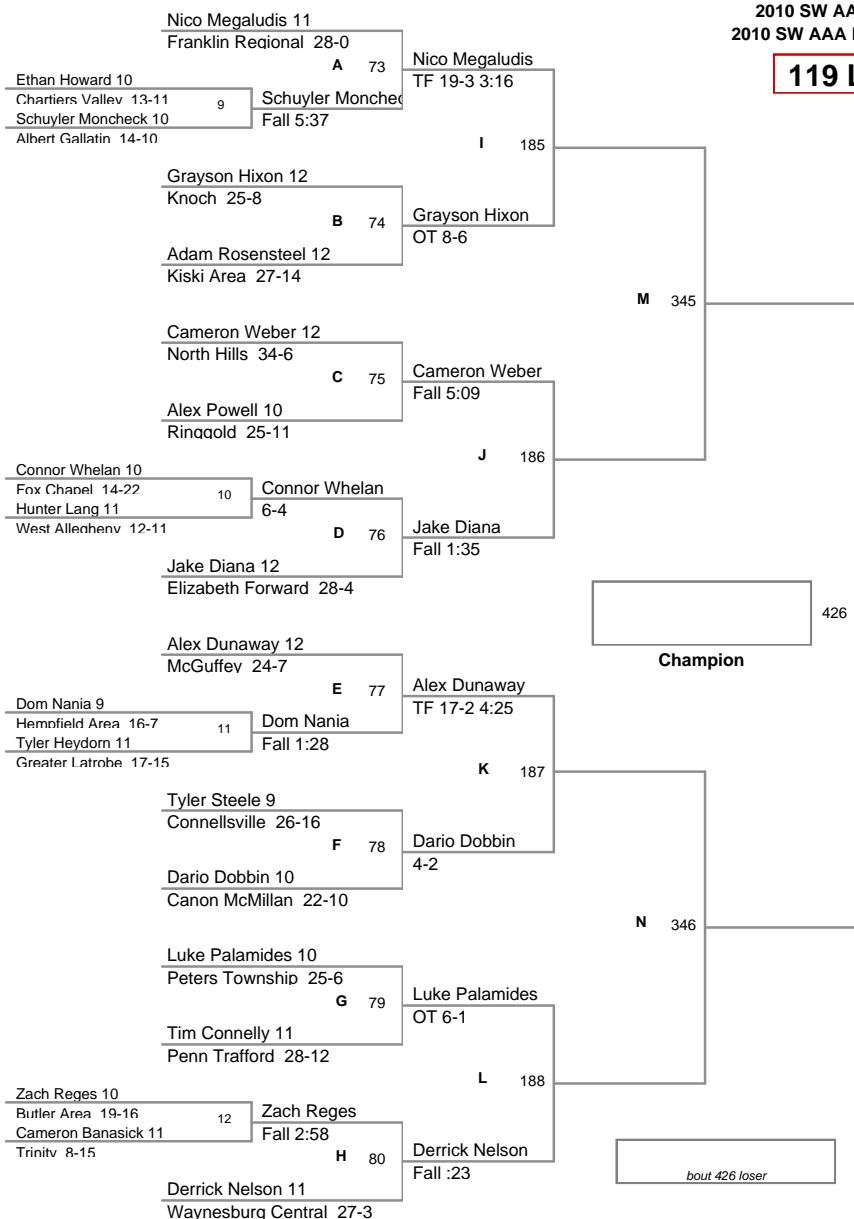 2010 SW AA
2010 SW AAA
119
Nico Megaludis 11
Franklin Regional 28-0
A 73
Nico Megaludis
TF 19-3 3:16
Ethan Howard 10
Chartiers Valley 13-11
9
Schuyler Moncheck 10
Albert Gallatin 14-10
Schuyler Monchec
Fall 5:37
I 185
Grayson Hixon 12
Knoch 25-8
B 74
Grayson Hixon
OT 8-6
Adam Rosensteel 12
Kiski Area 27-14
M 345
Cameron Weber 12
North Hills 34-6
C 75
Cameron Weber
Fall 5:09
Alex Powell 10
Ringgold 25-11
J 186
Connor Whelan 10
Fox Chapel 14-22
10
Hunter Lang 11
West Allegheny 12-11
Connor Whelan
6-4
D 76
Jake Diana
Fall 1:35
Jake Diana 12
Elizabeth Forward 28-4
426
Champion
Alex Dunaway 12
McGuffey 24-7
E 77
Alex Dunaway
TF 17-2 4:25
Dom Nania 9
Hempfield Area 16-7
11
Tyler Heydorn 11
Greater Latrobe 17-15
Dom Nania
Fall 1:28
K 187
Tyler Steele 9
Connellsville 26-16
F 78
Dario Dobbin
4-2
Dario Dobbin 10
Canon McMillan 22-10
N 346
Luke Palamides 10
Peters Township 25-6
G 79
Luke Palamides
OT 6-1
Tim Connelly 11
Penn Trafford 28-12
L 188
Zach Reges 10
Butler Area 19-16
12
Cameron Banasick 11
Trinity 8-15
Zach Reges
Fall 2:58
H 80
Derrick Nelson
Fall :23
Derrick Nelson 11
Waynesburg Central 27-3
bout 426 loser